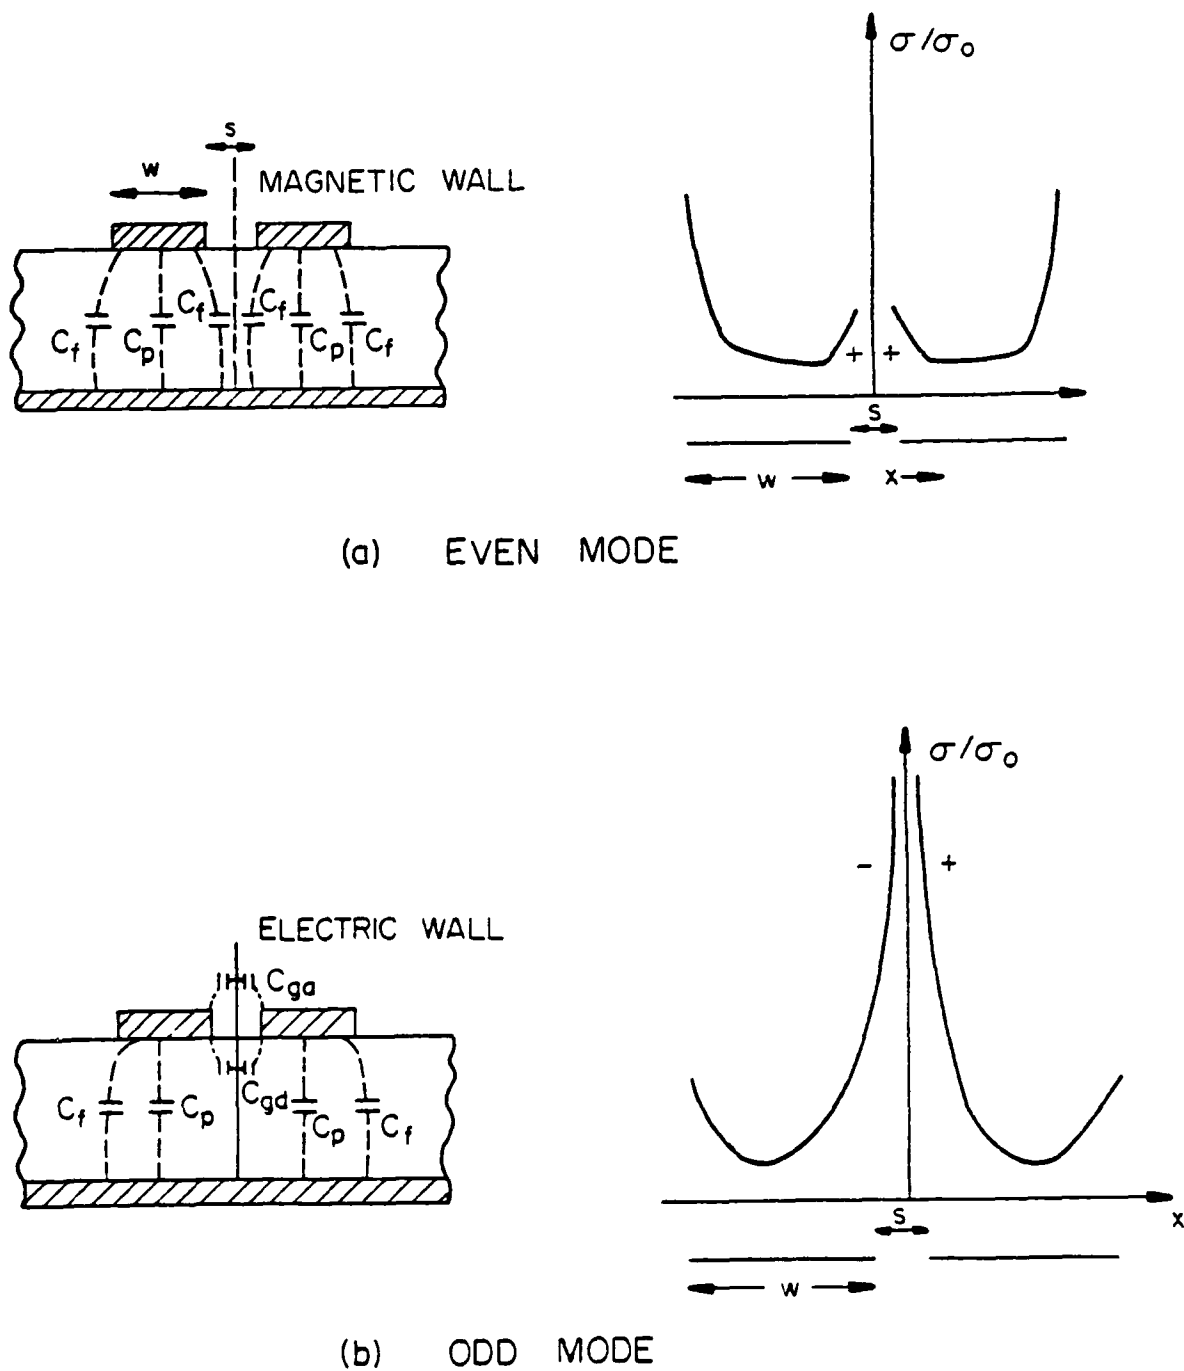 σ/σ₀
s
w
MAGNETIC WALL
C_f
C_p
C_f
C_f
C_p
C_f
+ +
s
w
x
(a) EVEN MODE
σ/σ₀
- +
ELECTRIC WALL
C_ga
C_gd
C_f
C_p
C_p
C_f
s
x
w
(b) ODD MODE